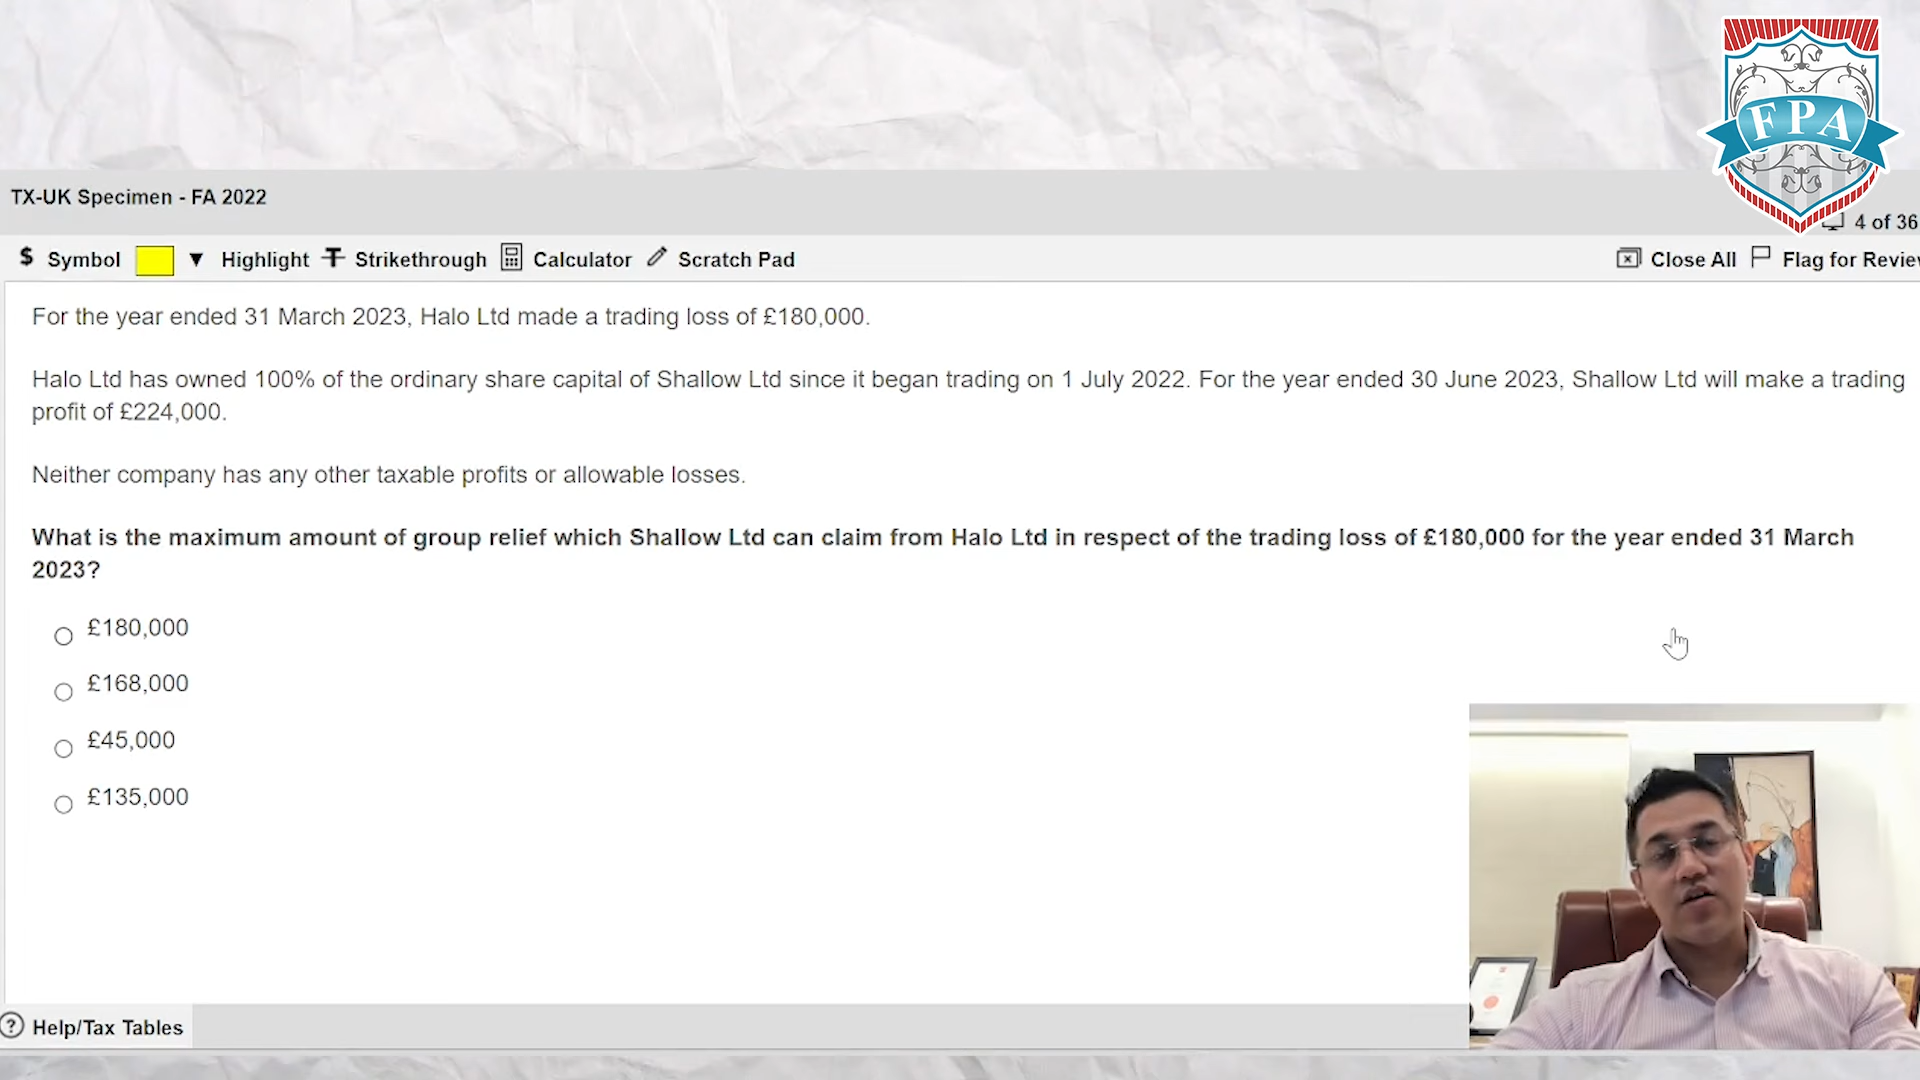 FPA
TX-UK Specimen - FA 2022
4 of 36
$ Symbol ▼ Highlight Strikethrough Calculator Scratch Pad Close All Flag for Review
For the year ended 31 March 2023, Halo Ltd made a trading loss of £180,000.
Halo Ltd has owned 100% of the ordinary share capital of Shallow Ltd since it began trading on 1 July 2022. For the year ended 30 June 2023, Shallow Ltd will make a trading
profit of £224,000.
Neither company has any other taxable profits or allowable losses.
What is the maximum amount of group relief which Shallow Ltd can claim from Halo Ltd in respect of the trading loss of £180,000 for the year ended 31 March
2023?
£180,000
£168,000
£45,000
£135,000
Help/Tax Tables